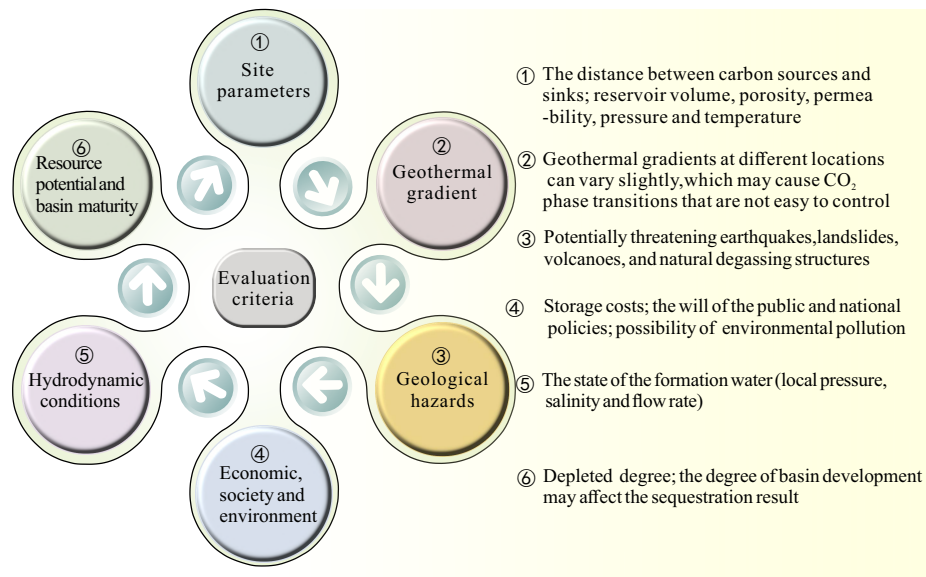 ①
Site
parameters
②
Geothermal
gradient
③
Geological
hazards
④
Economic,
society and
environment
⑤
Hydrodynamic
conditions
⑥
Resource
potential and
basin maturity
Evaluation
criteria
① The distance between carbon sources and
sinks; reservoir volume, porosity, permea
-bility, pressure and temperature
② Geothermal gradients at different locations
can vary slightly,which may cause CO₂
phase transitions that are not easy to control
③ Potentially threatening earthquakes,landslides,
volcanoes, and natural degassing structures
④ Storage costs; the will of the public and national
policies; possibility of environmental pollution
⑤ The state of the formation water (local pressure,
salinity and flow rate)
⑥ Depleted degree; the degree of basin development
may affect the sequestration result